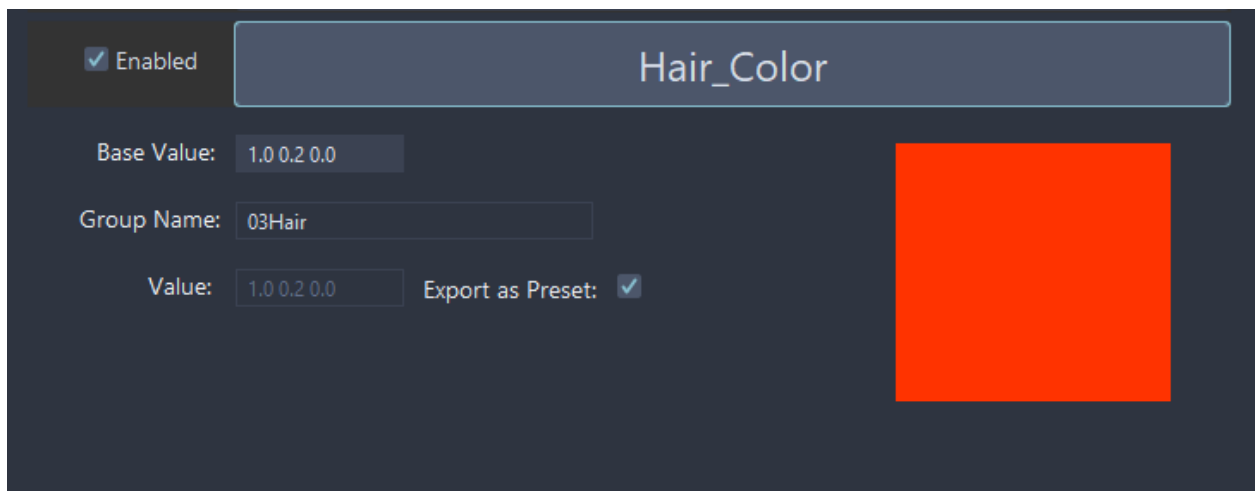 Enabled
Hair_Color
Base Value: 1.0 0.2 0.0
Group Name: 03Hair
Value: 1.0 0.2 0.0 Export as Preset: